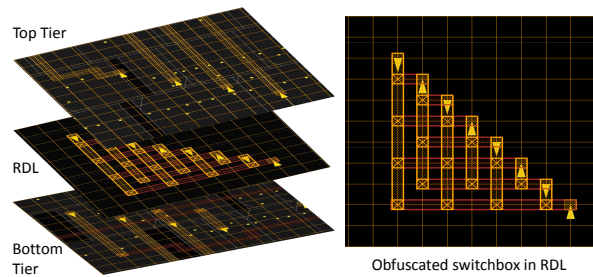 Top Tier
RDL
Bottom
Tier
Obfuscated switchbox in RDL